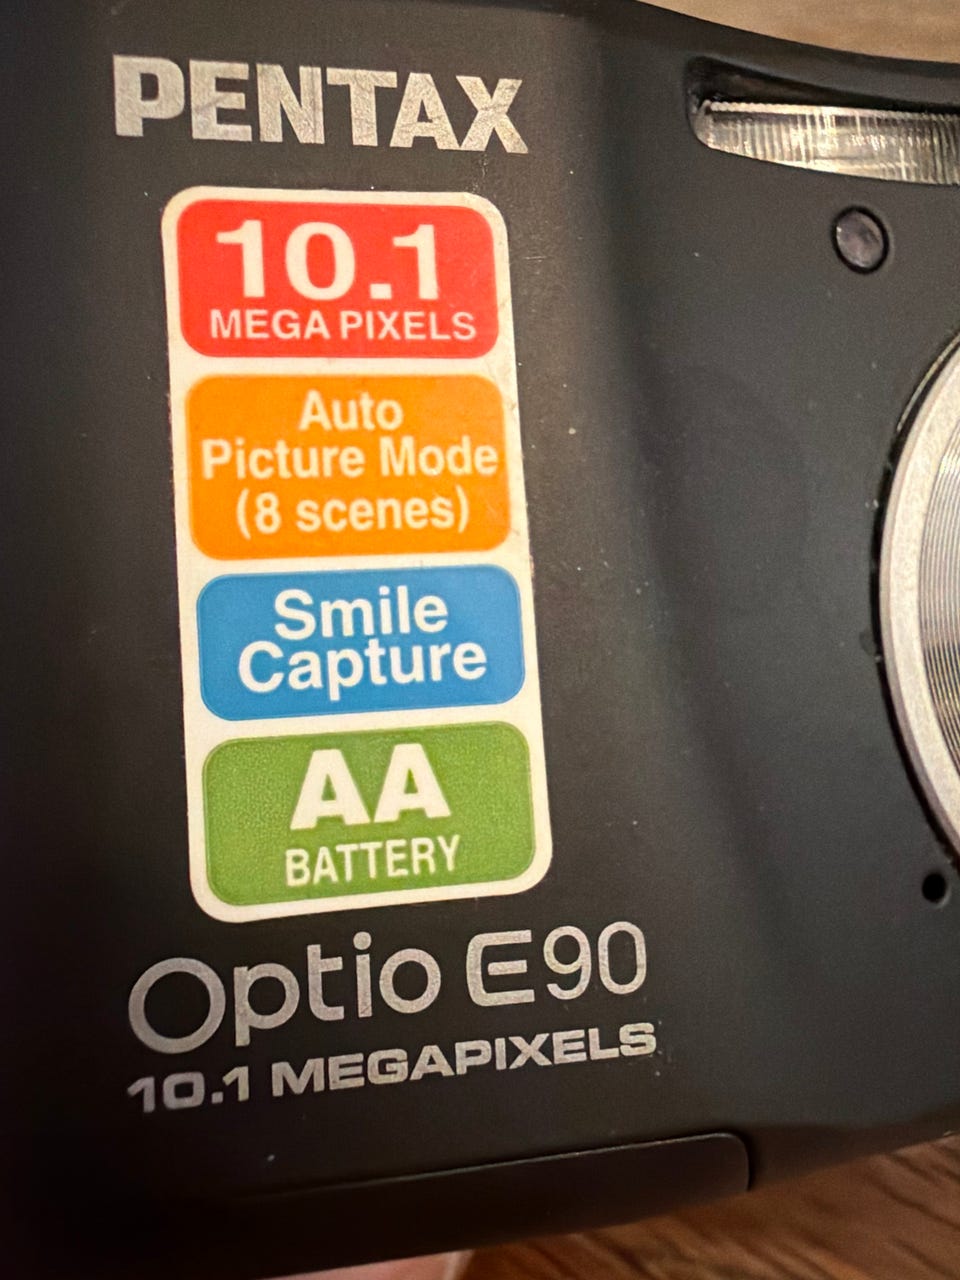 PENTAX
10.1
MEGA PIXELS
Auto
Picture Mode
(8 scenes)
Smile
Capture
AA
BATTERY
Optio E90
10.1 MEGAPIXELS